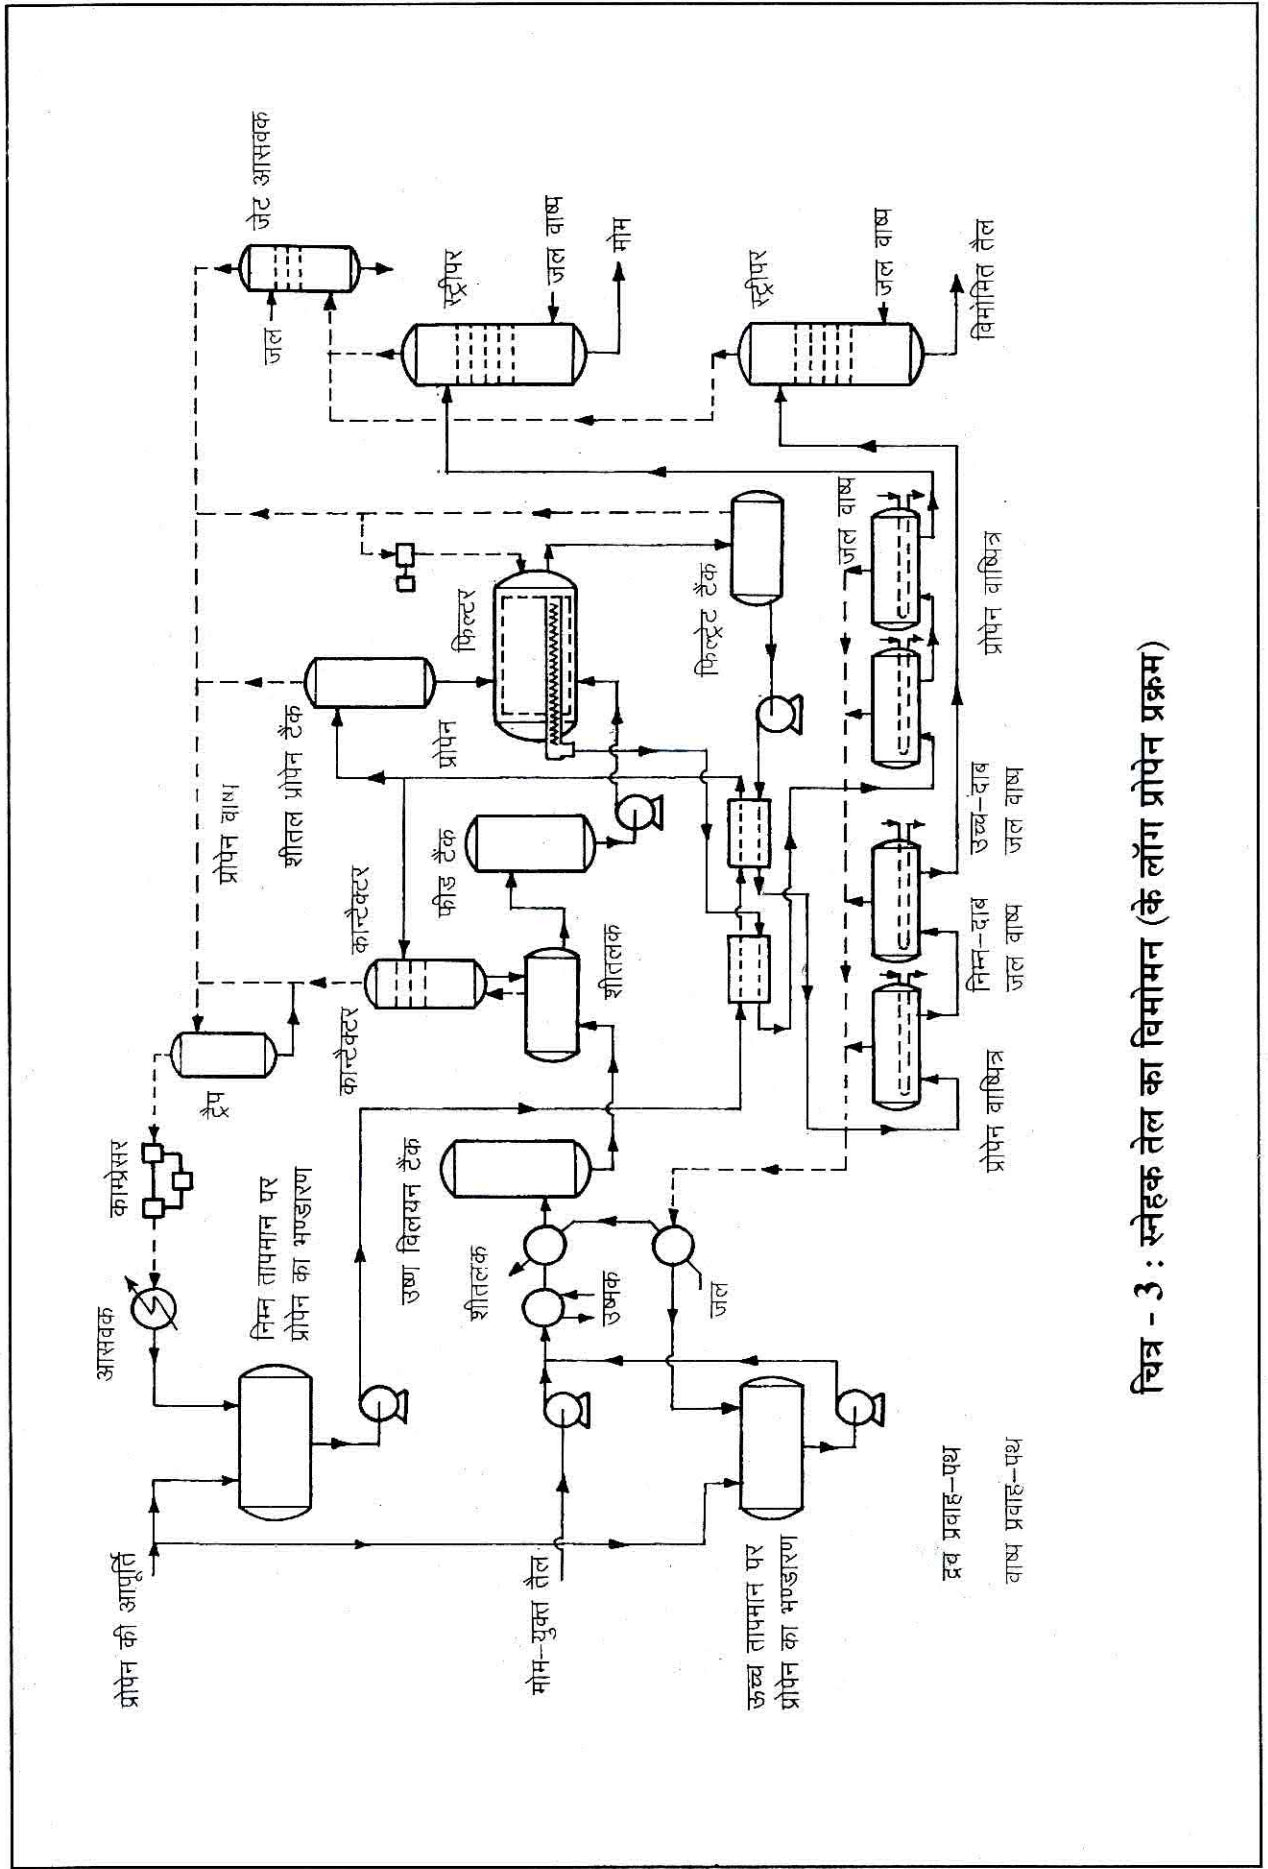 प्रोपेन की आपूर्ति
आसवक
काम्प्रेसर
ट्रैप
प्रोपेन वाष्प
जेट आसवक
जल
निम्न तापमान पर
प्रोपेन का भण्डारण
कान्टैक्टर
कान्टैक्टर
शीतल प्रोपेन टैंक
उष्ण विलयन टैंक
फीड टैंक
प्रोपेन
फिल्टर
स्ट्रीपर
जल वाष्प
मोम
शीतलक
उष्मक
शीतलक
मोम-युक्त तैल
जल
फिल्ट्रेट टैंक
स्ट्रीपर
जल वाष्प
विमोमित तैल
ऊच्च तापमान पर
प्रोपेन का भण्डारण
जल वाष्प
प्रोपेन वाष्पित्र
निम्न-दाब
जल वाष्प
उच्च-दाब
जल वाष्प
प्रोपेन वाष्पित्र
द्रव प्रवाह-पथ
वाष्प प्रवाह-पथ
चित्र - 3 : स्नेहक तेल का विमोमन (के लॉग प्रोपेन प्रक्रम)